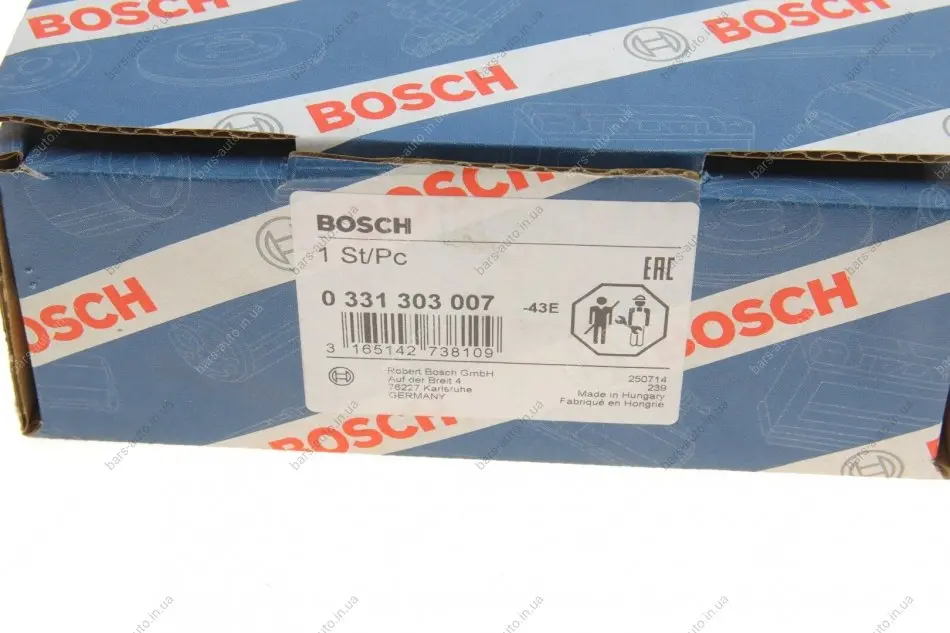 BOSCH
BOSCH
BOSCH
BOSCH
BOSCH
BOSCH
1 St/Pc
EAC
0 331 303 007
-43E
3 165142 738109
Robert Bosch GmbH
Auf der Breit 4
76227 Karlsruhe
GERMANY
250714
239
Made in Hungary
Fabriqué en Hongrie
BOSCH
BOSCH
BOSCH
bars-auto.in.ua